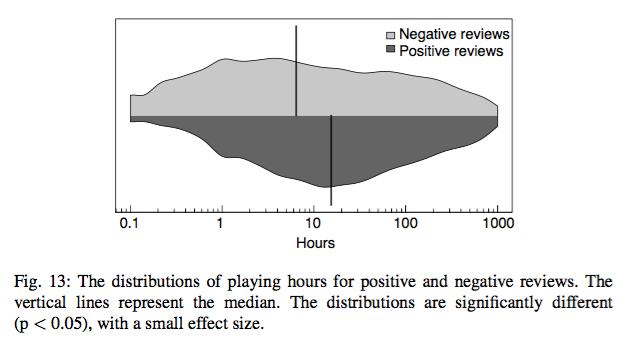 Negative reviews
Positive reviews
0.1 1 10 100 1000
Hours
Fig. 13: The distributions of playing hours for positive and negative reviews. The
vertical lines represent the median. The distributions are significantly different
(p < 0.05), with a small effect size.